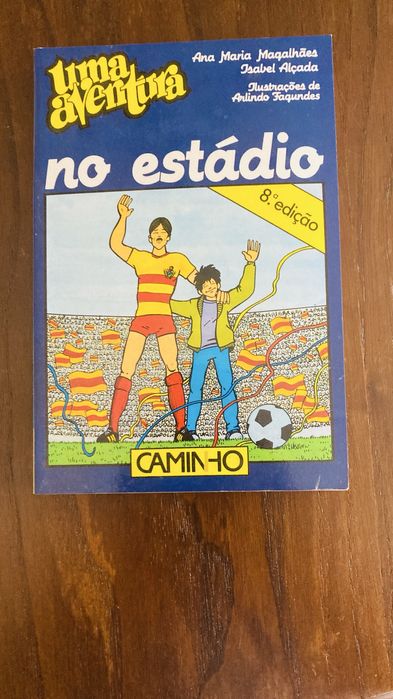 uma
aventura
Ana Maria Magalhães
Isabel Alçada
Ilustrações de
Arlindo Fagundes
no estádio
8.ª edição
CAMINHO